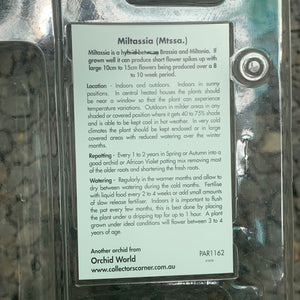 Miltassia (Mtssa.)
Miltassia is a hybrid between Brassia and Miltonia. If
grown well it can produce short flower spikes up with
large 10cm to 15cm flowers being produced over a 8
to 10 week period.
Location - Indoors and outdoors. Indoors in sunny
positions. In central heated houses the plants should
be near a window so that the plant can experience
temperature variations. Outdoors in milder areas in any
shaded or covered position where it gets 40 to 75% shade
and is able to be kept cool in hot weather. In very cold
climates the plant should be kept enclosed or in large
covered areas with reduced watering during the colder
months.
Repotting - Every 1 to 2 years in Spring or Autumn into a
good orchid or African Violet potting mix removing most
of the older roots and shortening the fresh roots.
Watering - Regularly in the warmer months and allow to
dry between watering during the cold months. Fertilise
with liquid food every 2 to 4 weeks or add small amounts
of slow release fertiliser. Indoors it is important to flush
the pot every few months, this is best done by placing
the plant under a dripping tap for up to 1 hour. A plant
grown under ideal conditions will flower between 3 to 4
years of age.
Another orchid from
Orchid World
www.collectorscorner.com.au
PAR1162